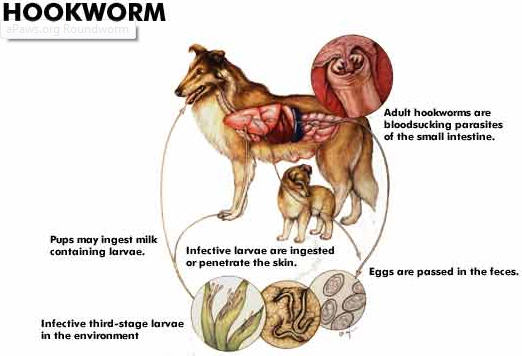 HOOKWORM
aPaws.org Roundworm
Adult hookworms are
bloodsucking parasites
of the small intestine.
Pups may ingest milk
containing larvae.
Infective larvae are ingested
or penetrate the skin.
Eggs are passed in the feces.
Infective third-stage larvae
in the environment